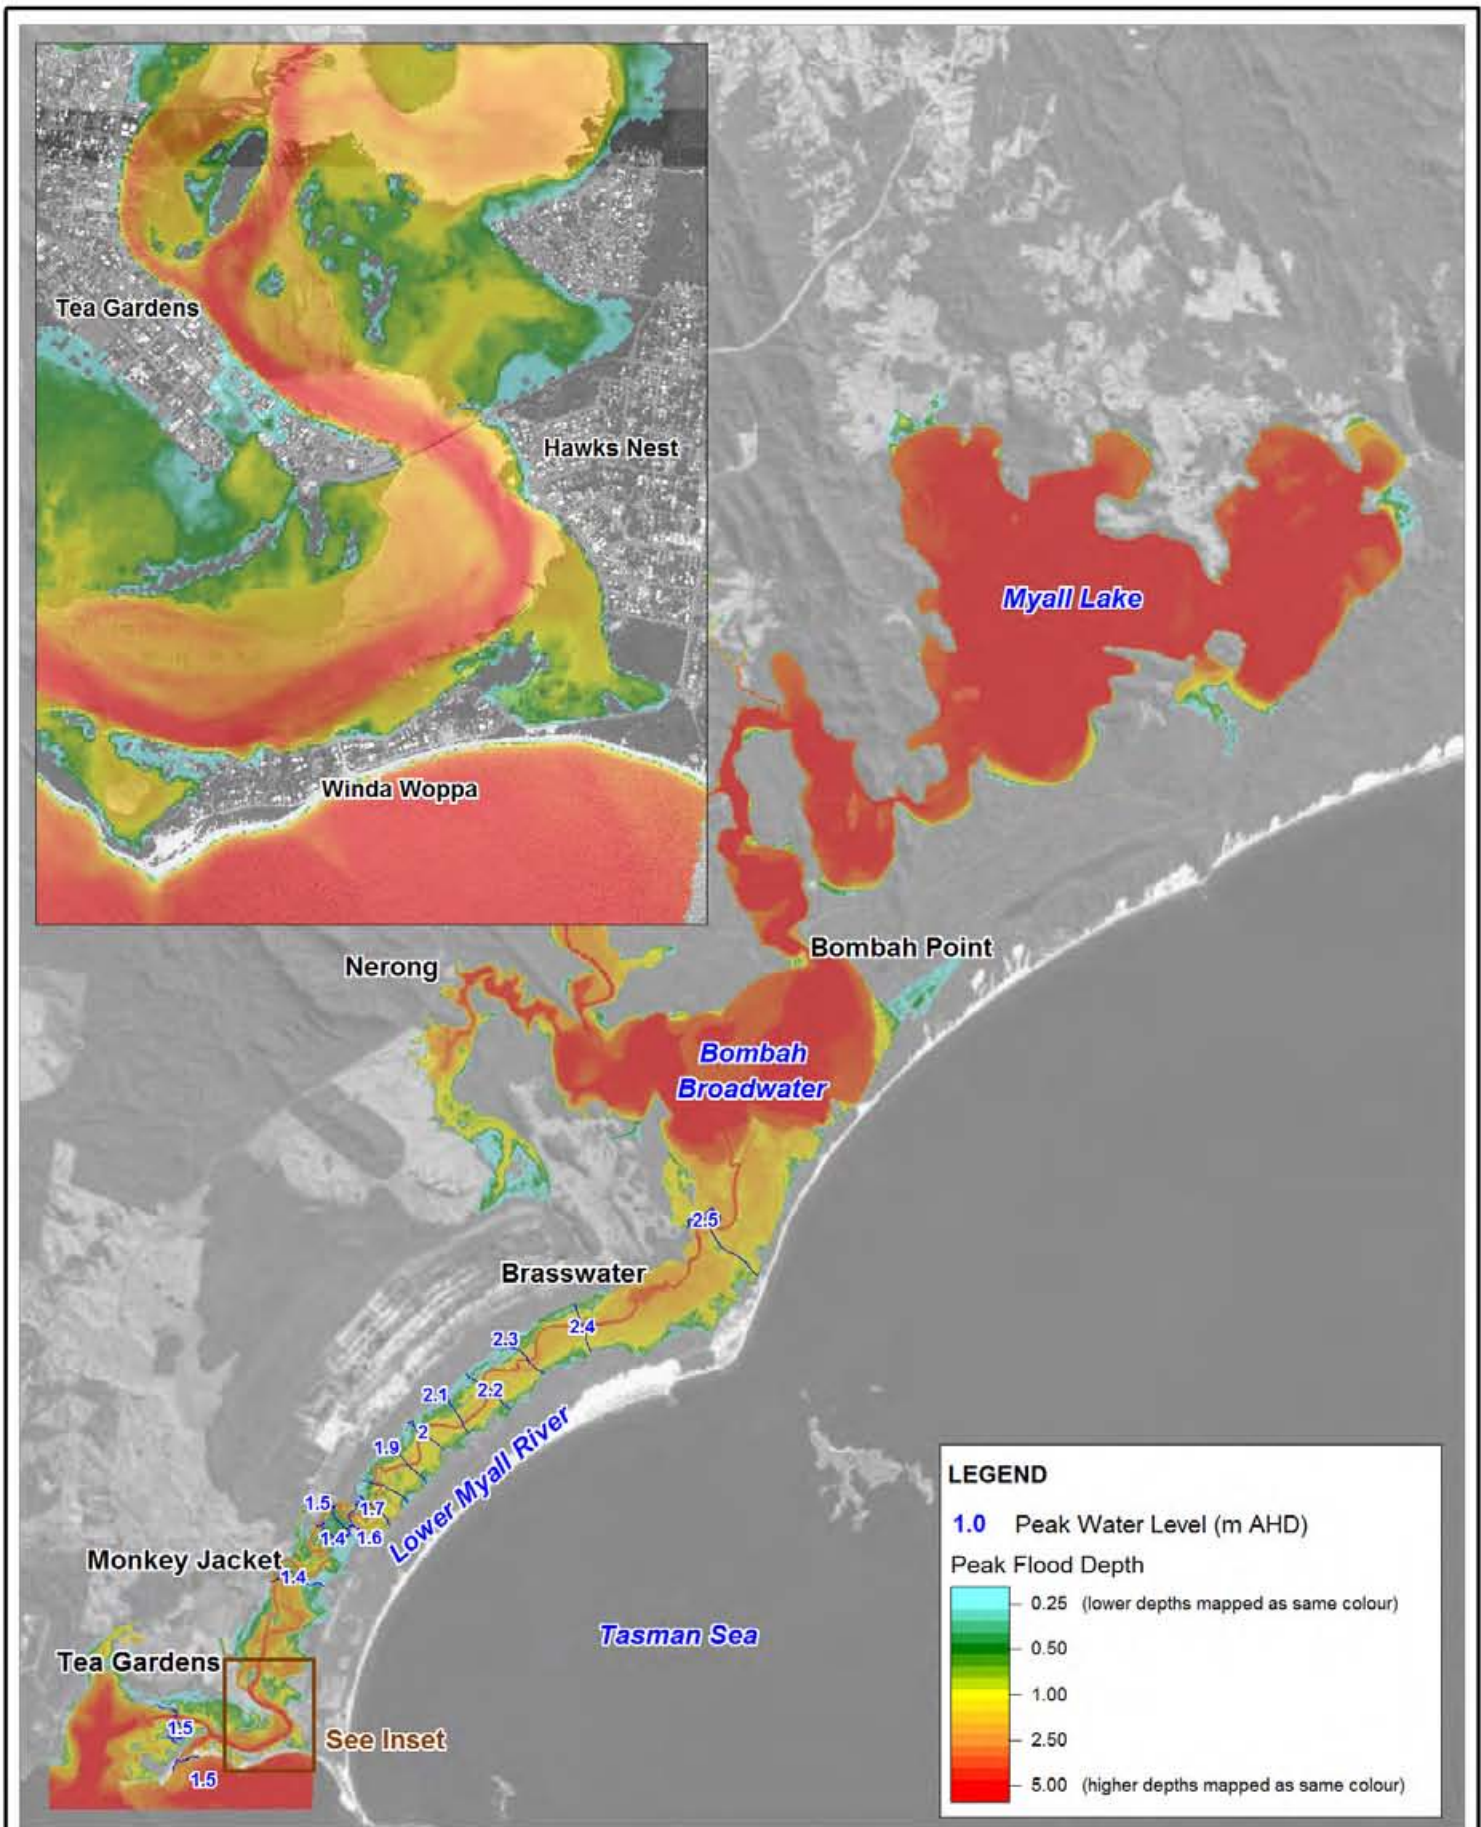 Tea Gardens
Hawks Nest
Winda Woppa
Myall Lake
Bombah Point
Nerong
Bombah
Broadwater
2.5
Brasswater
2.4
2.3
2.2
2.1
2
1.9
Lower Myall River
1.5
1.7
1.4
1.6
Monkey Jacket
1.4
Tasman Sea
Tea Gardens
1.5
See Inset
1.5
LEGEND
1.0 Peak Water Level (m AHD)
Peak Flood Depth
0.25 (lower depths mapped as same colour)
0.50
1.00
2.50
5.00 (higher depths mapped as same colour)